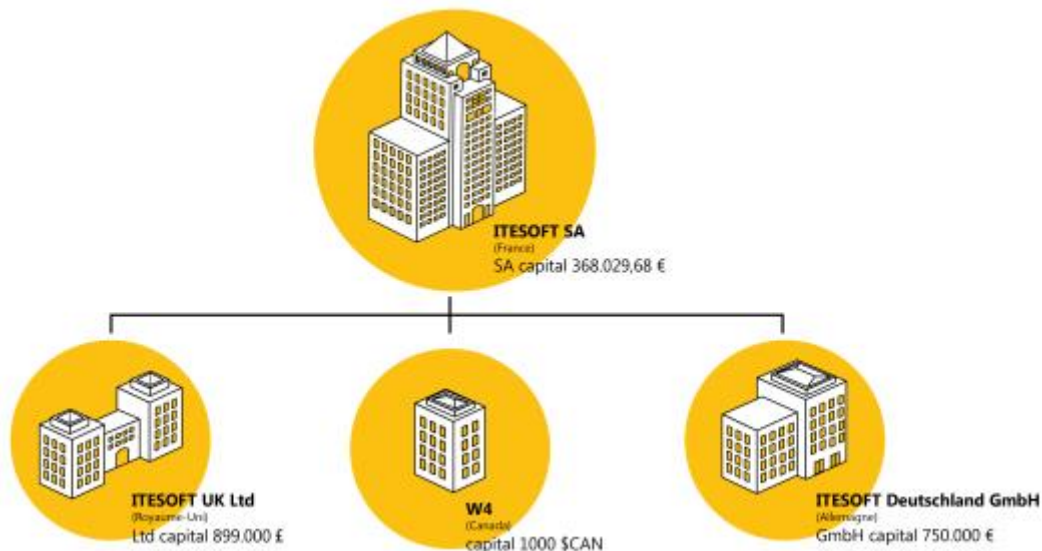 ITESOFT SA
(France)
SA capital 368.029,68 €
ITESOFT UK Ltd
(Royaume-Uni)
Ltd capital 899.000 £
W4
(Canada)
capital 1000 $CAN
ITESOFT Deutschland GmbH
(Allemagne)
GmbH capital 750.000 €